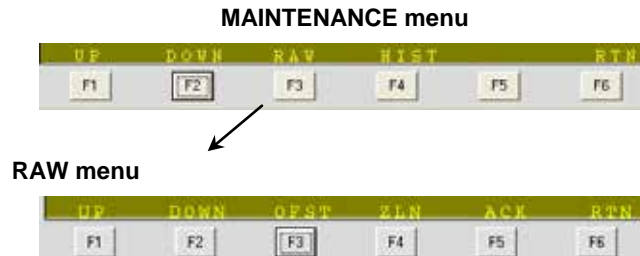 MAINTENANCE menu
UP DOWN RAW HIST RTN
F1 F2 F3 F4 F5 F6
RAW menu
UP DOWN OFST ZLN ACK RTN
F1 F2 F3 F4 F5 F6